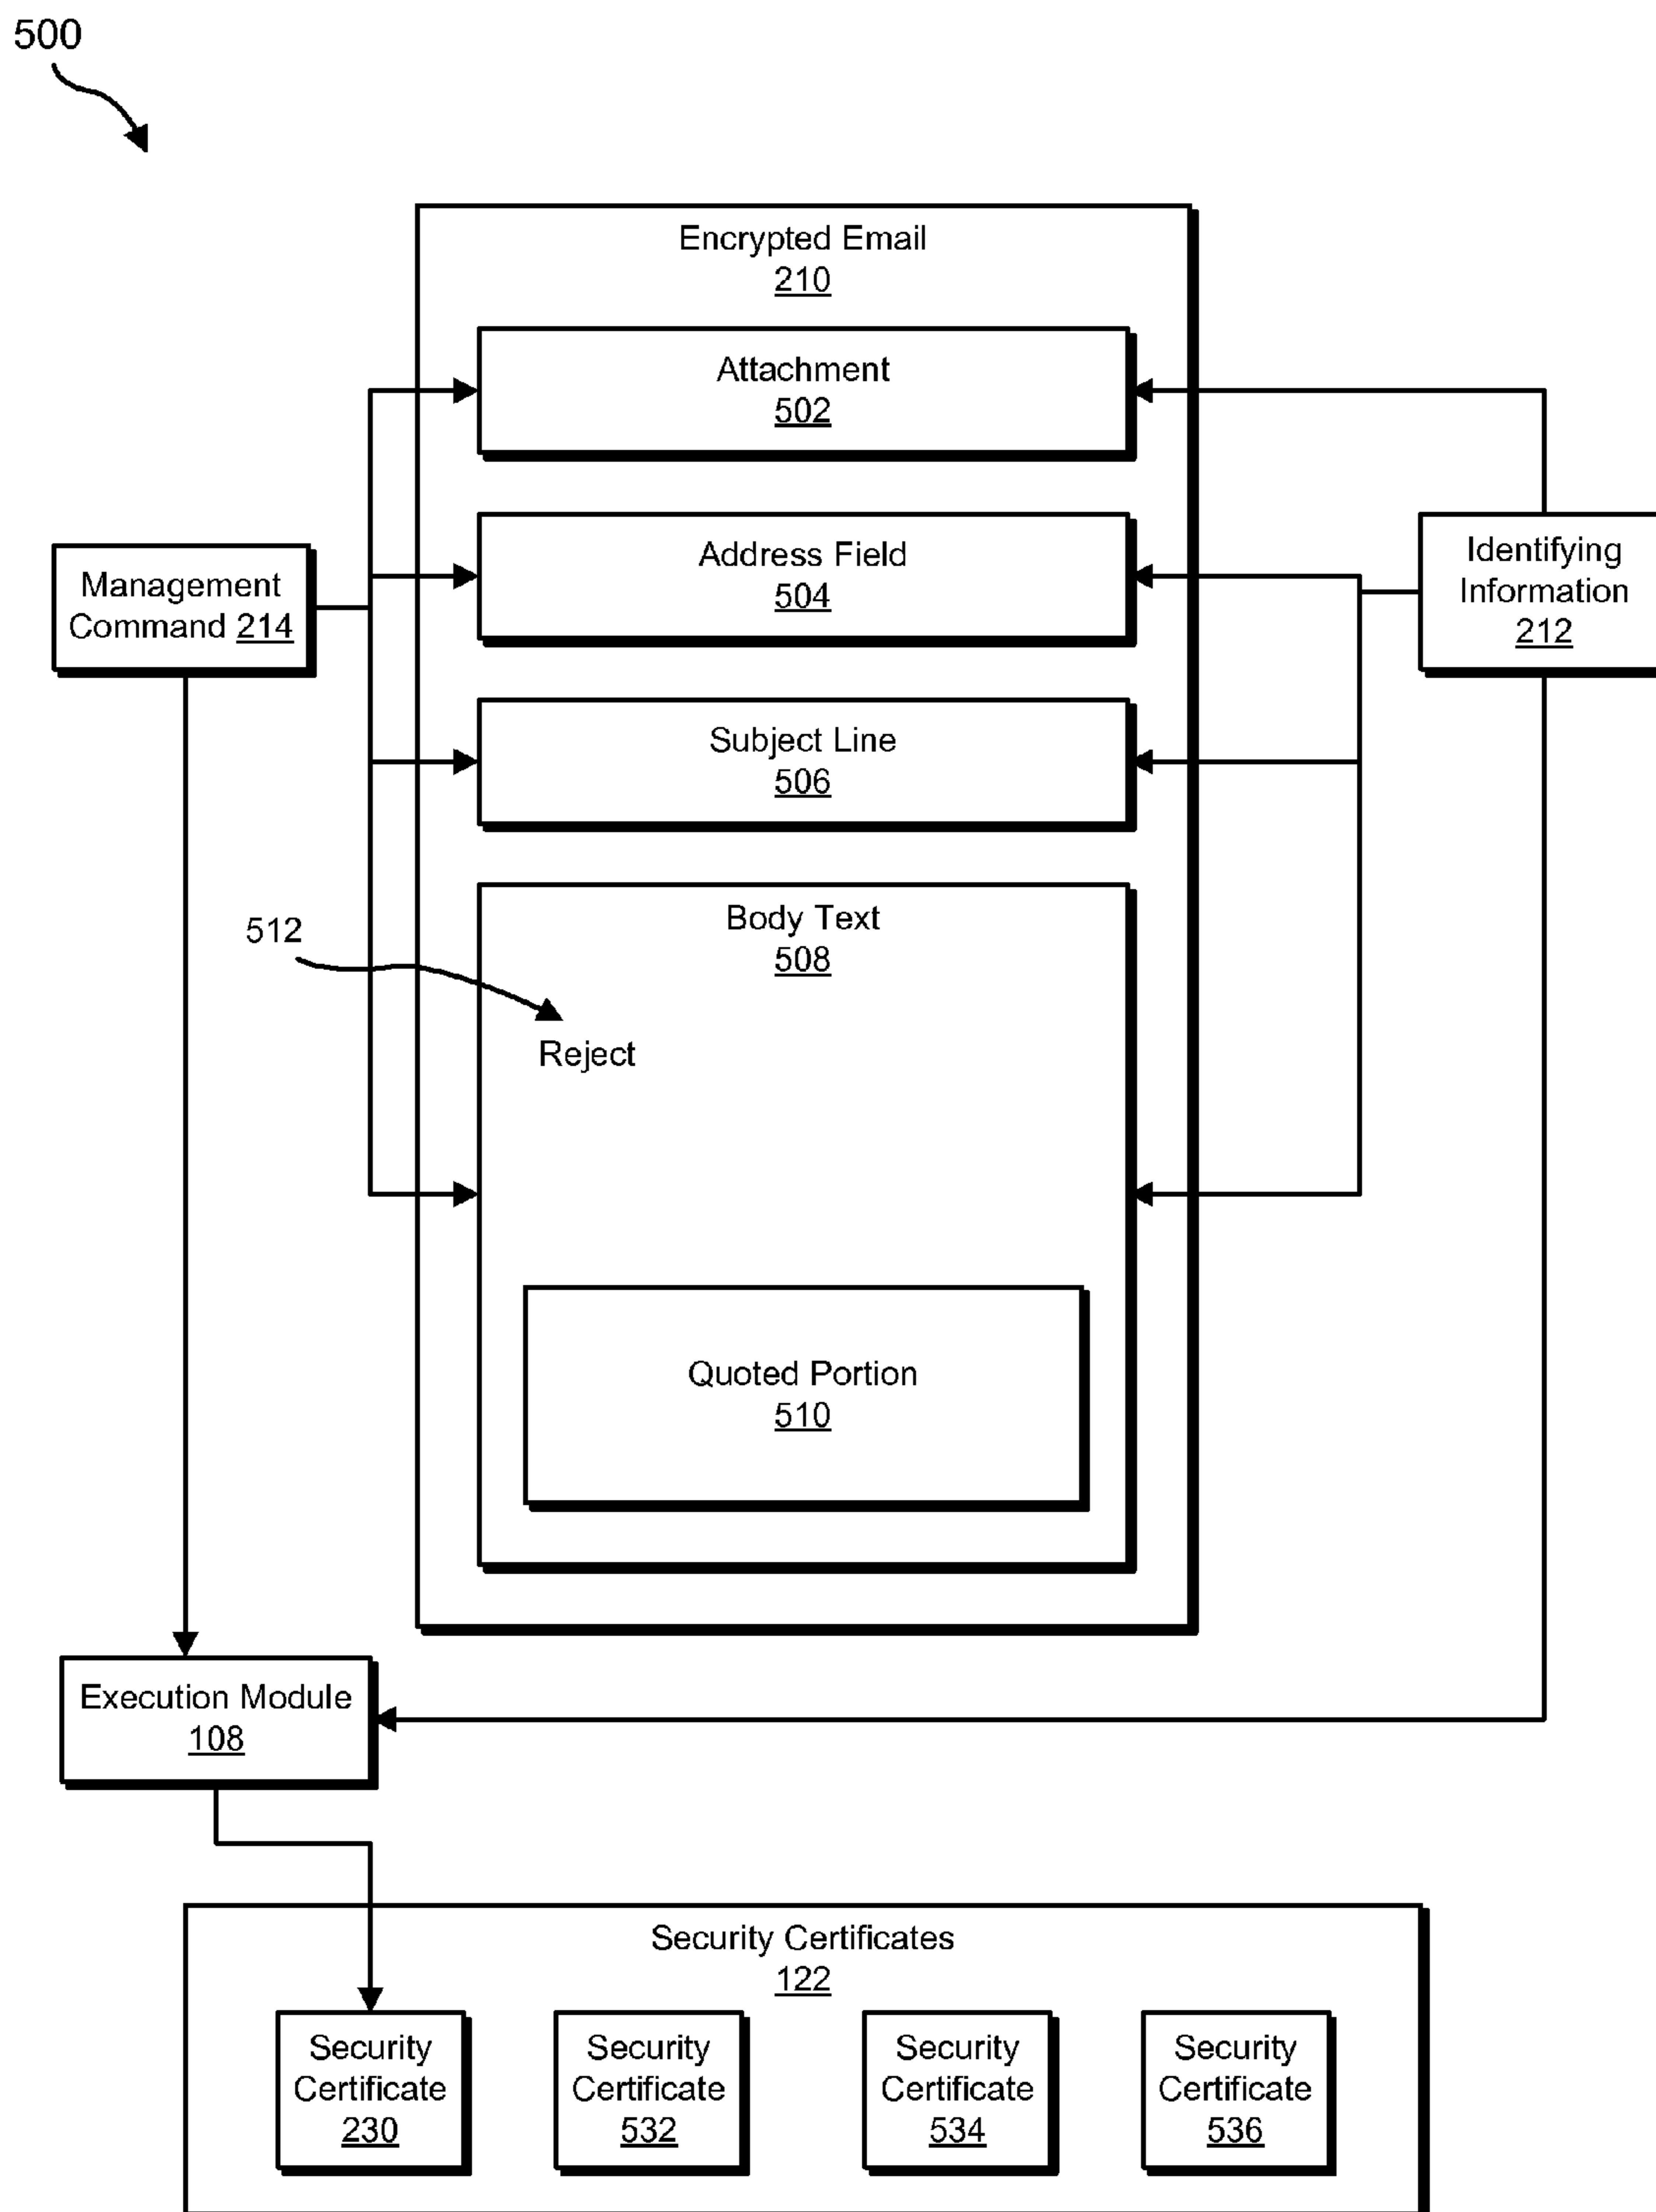 500
Encrypted Email
210
Attachment
502
Address Field
504
Management
Command 214
Identifying
Information
212
Subject Line
506
Body Text
508
512
Reject
Quoted Portion
510
Execution Module
108
Security Certificates
122
Security
Certificate
230
Security
Certificate
532
Security
Certificate
534
Security
Certificate
536